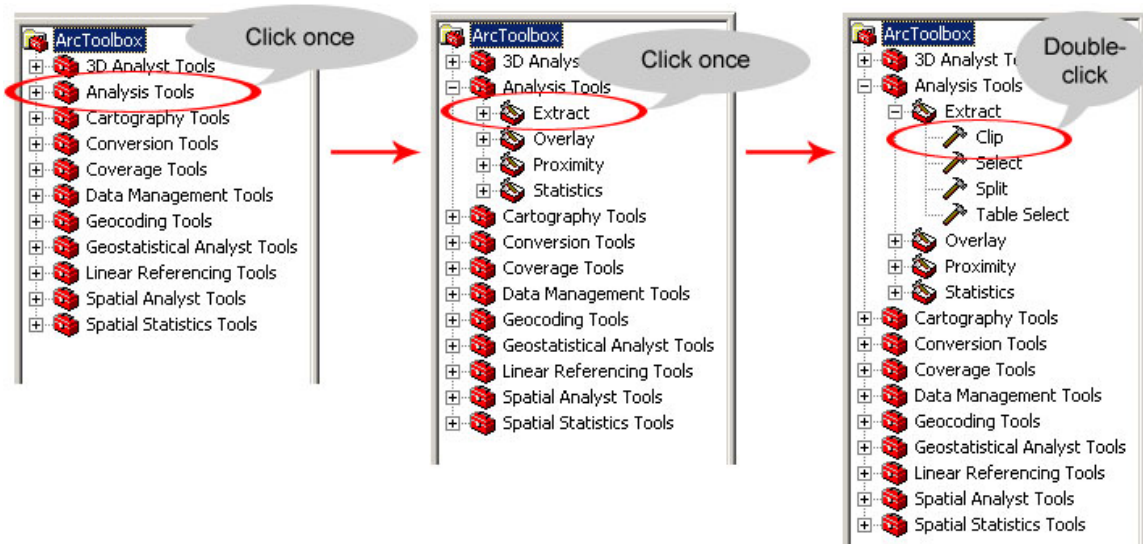 ArcToolbox
Click once
3D Analyst Tools
Analysis Tools
Cartography Tools
Conversion Tools
Coverage Tools
Data Management Tools
Geocoding Tools
Geostatistical Analyst Tools
Linear Referencing Tools
Spatial Analyst Tools
Spatial Statistics Tools
ArcToolbox
Click once
3D Analys
Analysis Tools
Extract
Overlay
Proximity
Statistics
Cartography Tools
Conversion Tools
Coverage Tools
Data Management Tools
Geocoding Tools
Geostatistical Analyst Tools
Linear Referencing Tools
Spatial Analyst Tools
Spatial Statistics Tools
ArcToolbox
Double-
click
3D Analyst T
Analysis Tools
Extract
Clip
Select
Split
Table Select
Overlay
Proximity
Statistics
Cartography Tools
Conversion Tools
Coverage Tools
Data Management Tools
Geocoding Tools
Geostatistical Analyst Tools
Linear Referencing Tools
Spatial Analyst Tools
Spatial Statistics Tools